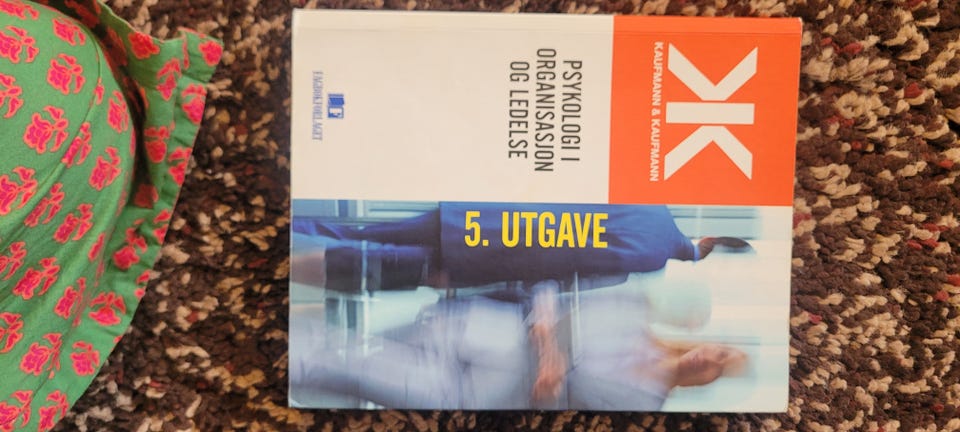 KAUFMANN & KAUFMANN
PSYKOLOGI I
ORGANISASJON
OG LEDELSE
5. UTGAVE
FAGBOKFORLAGET